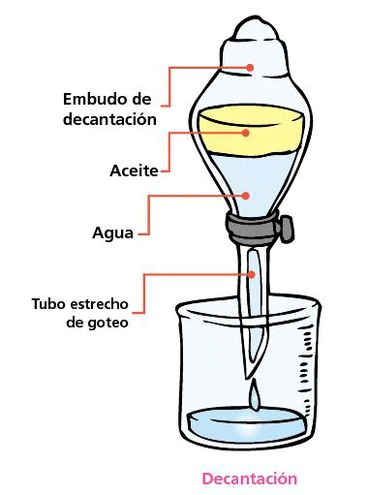 Embudo de
decantación
Aceite
Agua
Tubo estrecho
de goteo
Decantación